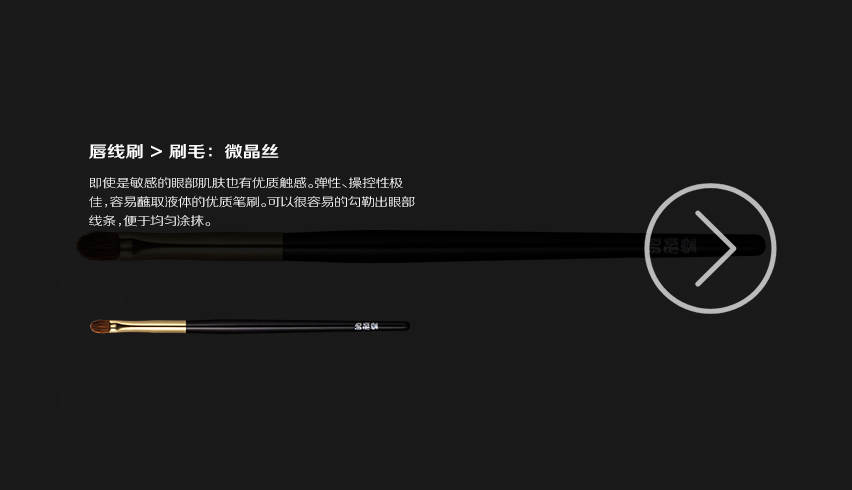 唇线刷 > 刷毛：微晶丝
即使是敏感的眼部肌肤也有优质触感。弹性、操控性极
佳，容易蘸取液体的优质笔刷。可以很容易的勾勒出眼部
线条，便于均匀涂抹。